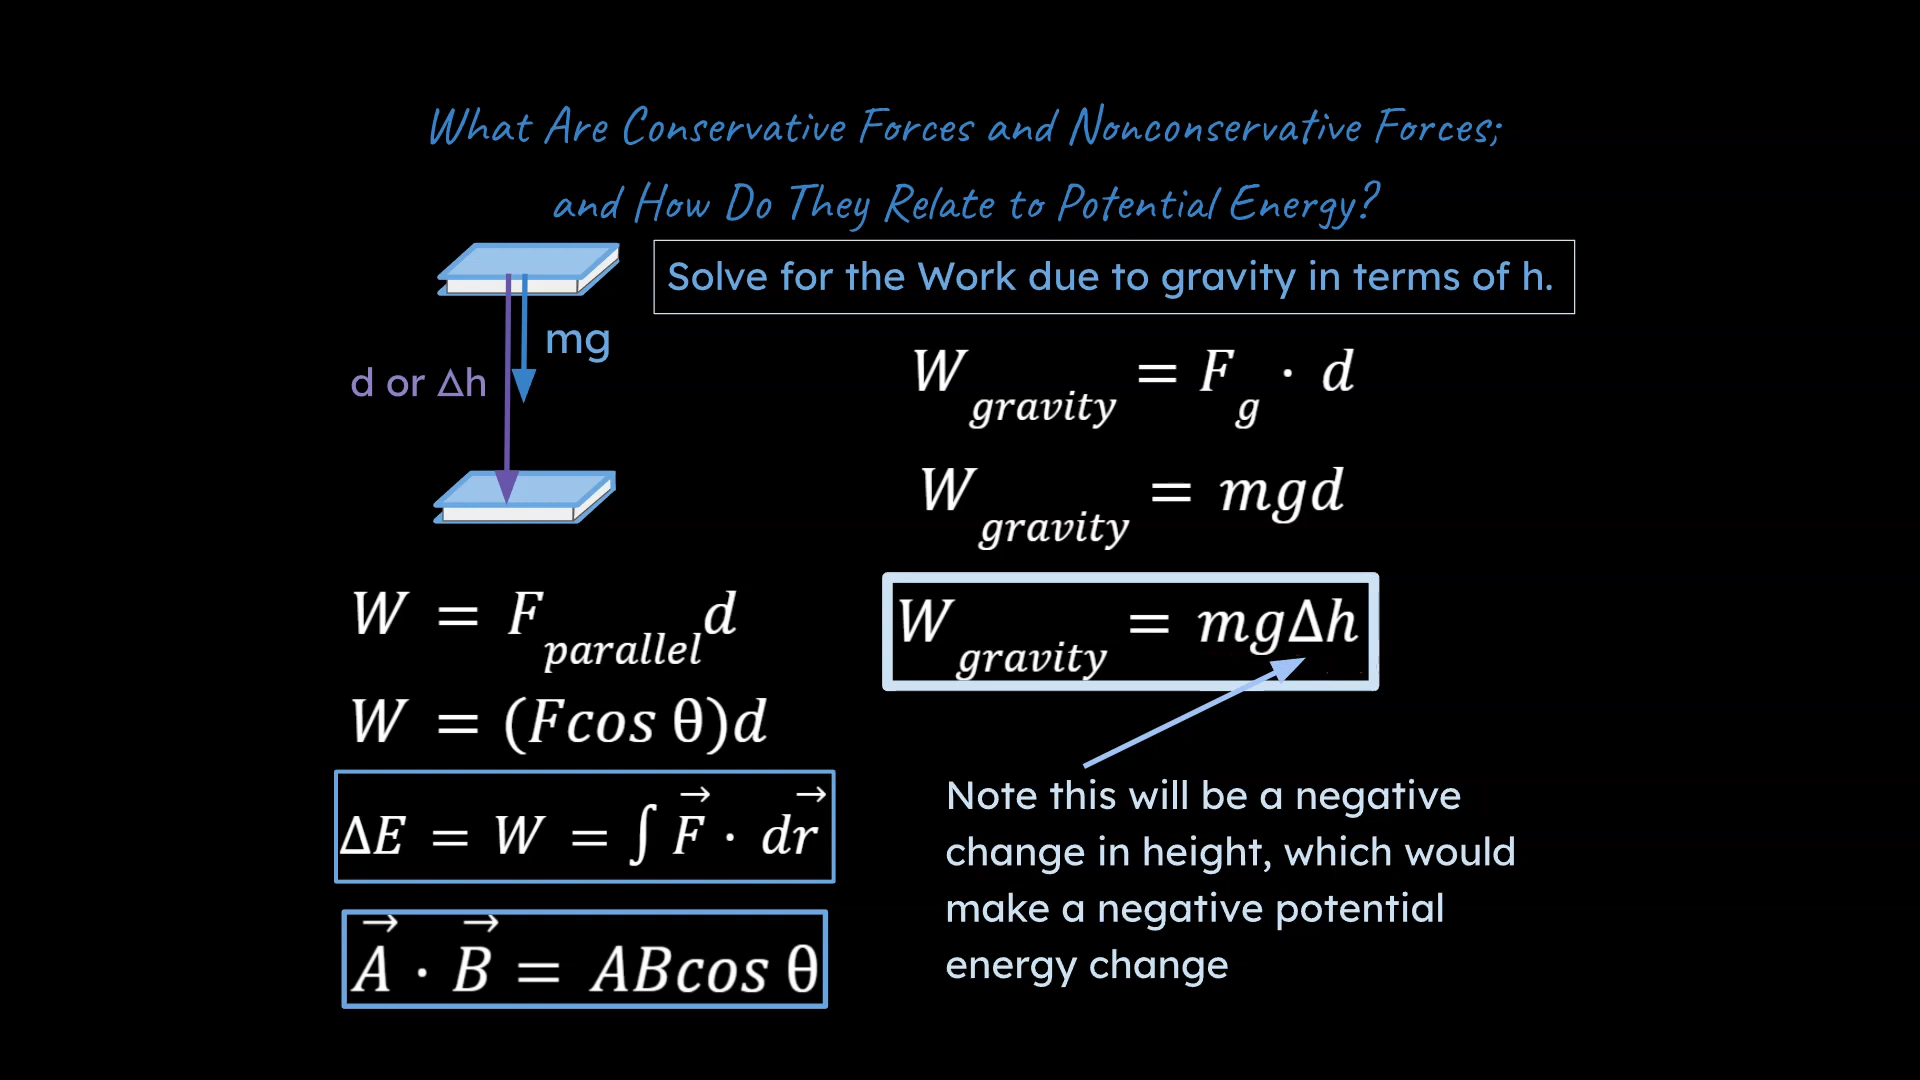 What Are Conservative Forces and Nonconservative Forces;
and How Do They Relate to Potential Energy?
Solve for the Work due to gravity in terms of h.
mg
d or Δh
W_gravity = F_g · d
W_gravity = mgd
W_gravity = mgΔh
W = F_parallel d
W = (Fcos θ)d
ΔE = W = ∫ F⃗ · dr⃗
A⃗ · B⃗ = ABcos θ
Note this will be a negative
change in height, which would
make a negative potential
energy change